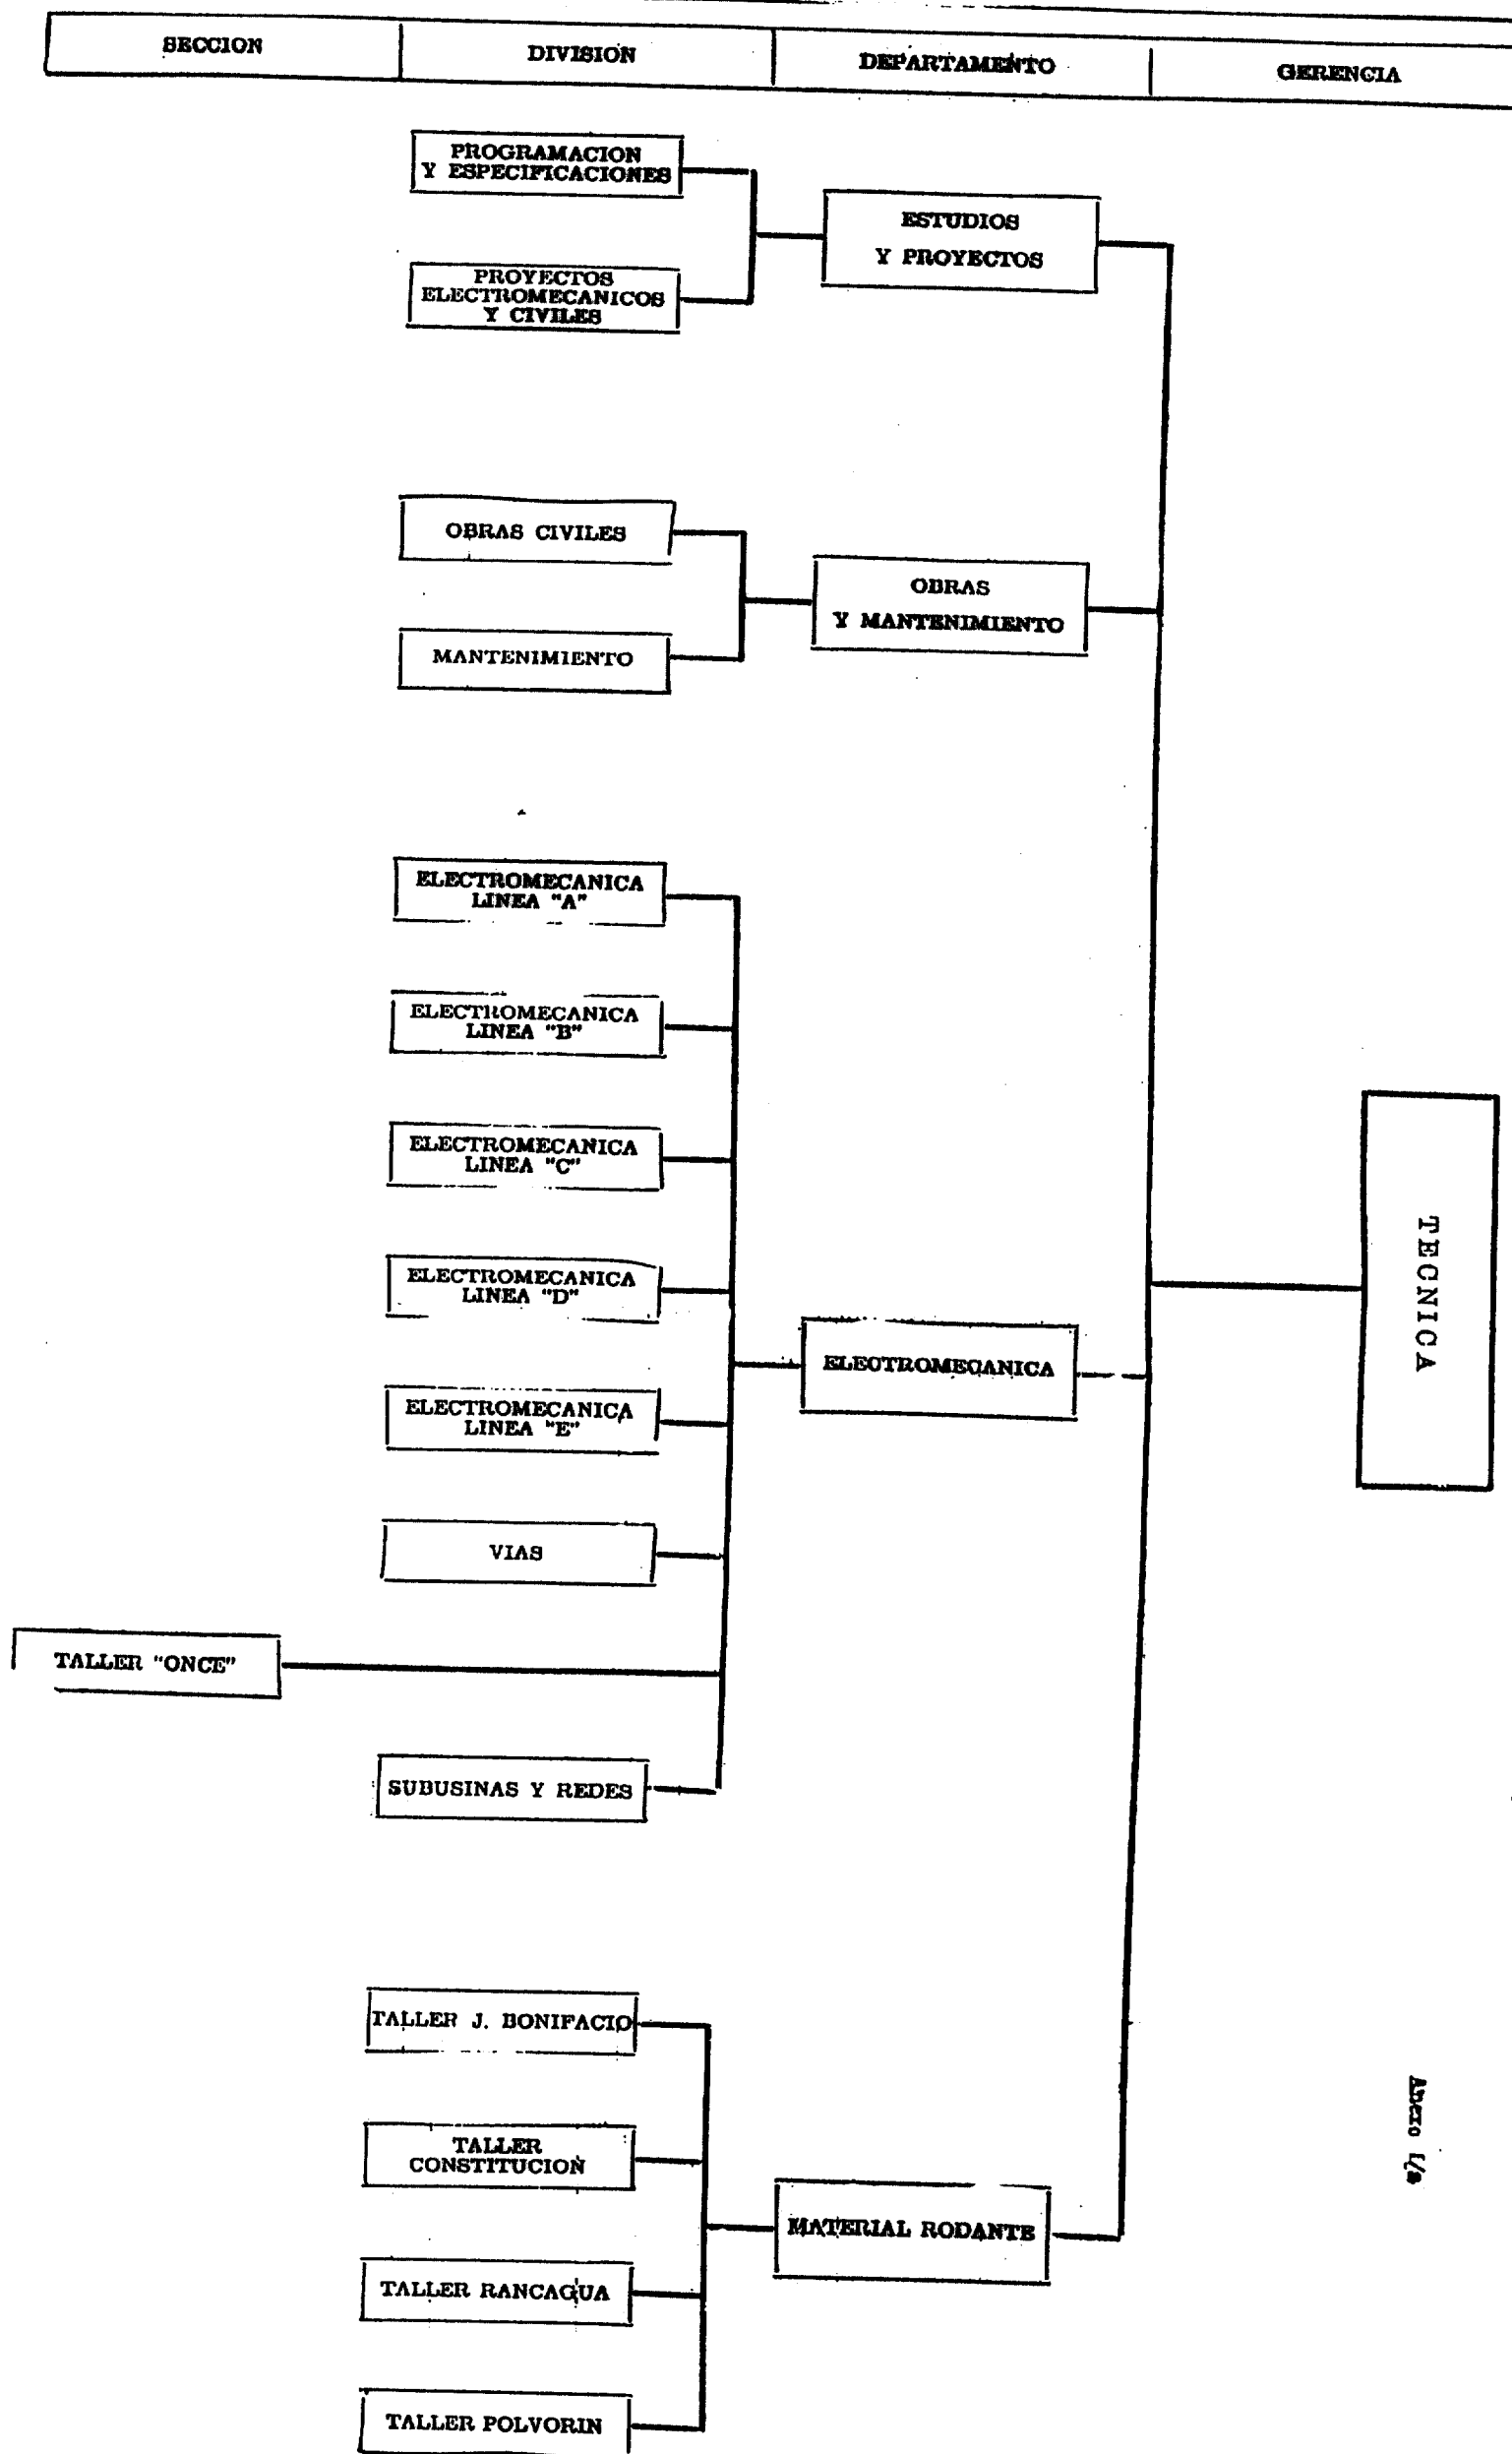 SECCION
DIVISION
DEPARTAMENTO
GERENCIA
PROGRAMACION
Y ESPECIFICACIONES
ESTUDIOS
Y PROYECTOS
PROYECTOS
ELECTROMECANICOS
Y CIVILES
OBRAS CIVILES
OBRAS
Y MANTENIMIENTO
MANTENIMIENTO
ELECTROMECANICA
LINEA "A"
ELECTROMECANICA
LINEA "B"
ELECTROMECANICA
LINEA "C"
TECNICA
ELECTROMECANICA
LINEA "D"
ELECTROMECANICA
ELECTROMECANICA
LINEA "E"
VIAS
TALLER "ONCE"
SUBUSINAS Y REDES
TALLER J. BONIFACIO
TALLER
CONSTITUCION
MATERIAL RODANTE
TALLER RANCAGUA
TALLER POLVORIN
Anexo